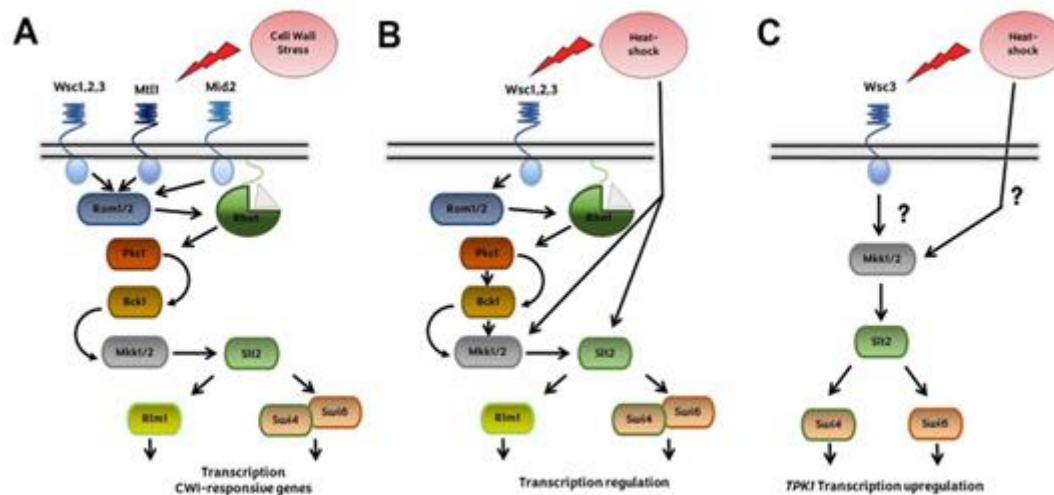 A
Cell Wall
Stress
Wsc1,2,3
Mtl1
Mid2
Rom1/2
Rho1
Pkc1
Bck1
Mkk1/2
Slt2
Rlm1
Swi4
Swi6
Transcription
CWI-responsive genes
B
Heat-
shock
Wsc1,2,3
Rom1/2
Rho1
Pkc1
Bck1
Mkk1/2
Slt2
Rlm1
Swi4
Swi6
Transcription regulation
C
Heat-
shock
Wsc3
?
?
Mkk1/2
Slt2
Swi4
Swi6
TPK1 Transcription upregulation